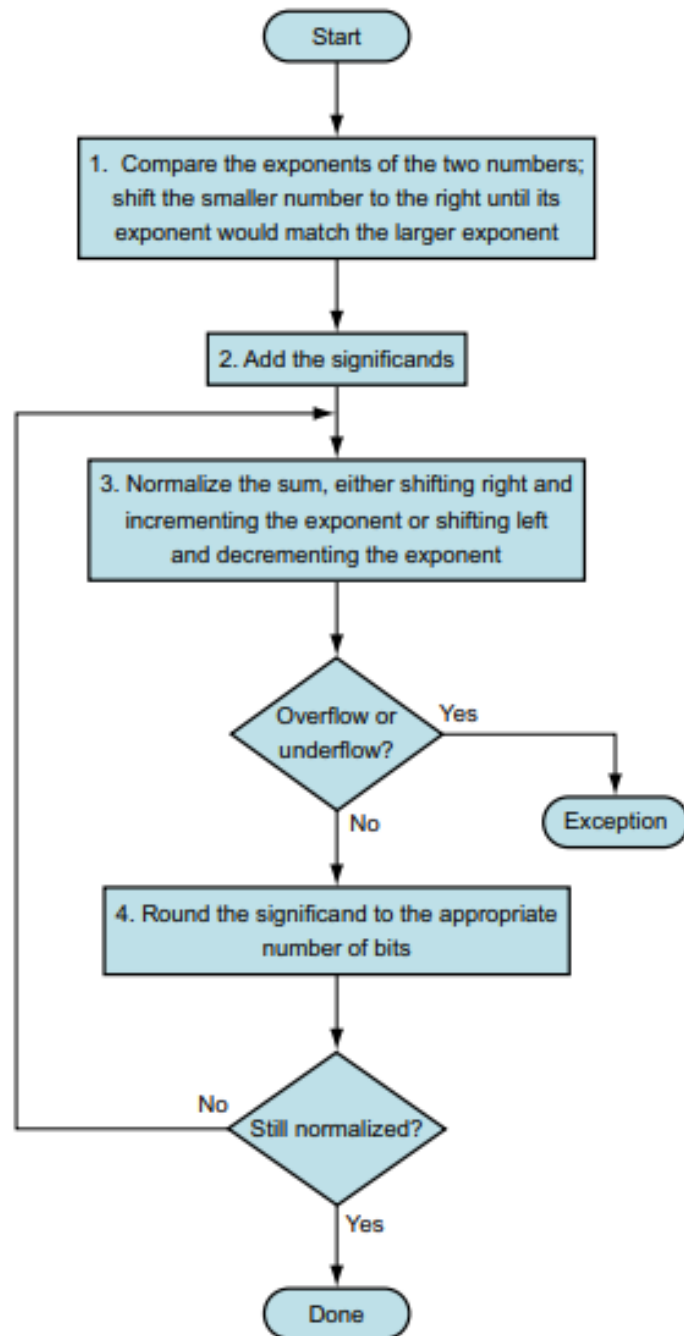 Start
1. Compare the exponents of the two numbers;
shift the smaller number to the right until its
exponent would match the larger exponent
2. Add the significands
3. Normalize the sum, either shifting right and
incrementing the exponent or shifting left
and decrementing the exponent
Overflow or
underflow?
Yes
No
Exception
4. Round the significand to the appropriate
number of bits
No
Still normalized?
Yes
Done